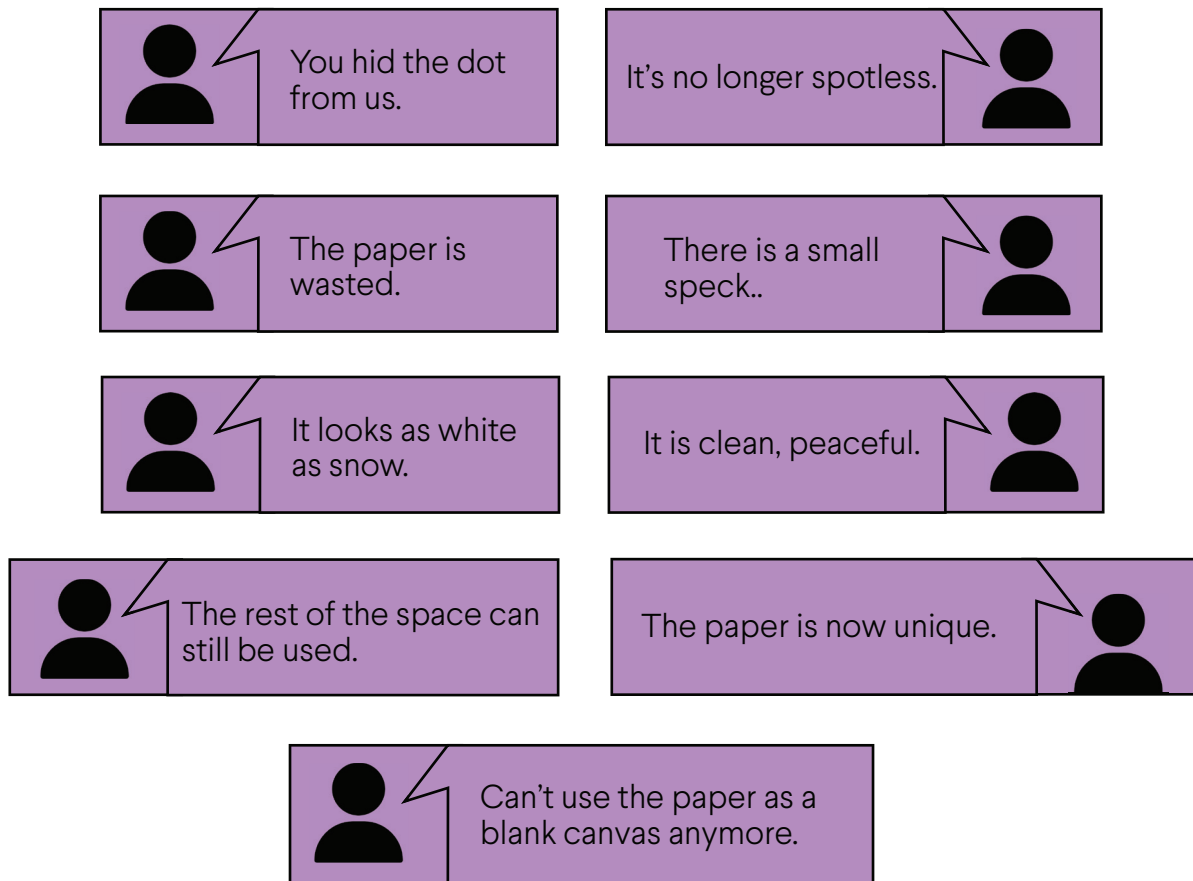 You hid the dot
from us.
It’s no longer spotless.
The paper is
wasted.
There is a small
speck..
It looks as white
as snow.
It is clean, peaceful.
The rest of the space can
still be used.
The paper is now unique.
Can’t use the paper as a
blank canvas anymore.